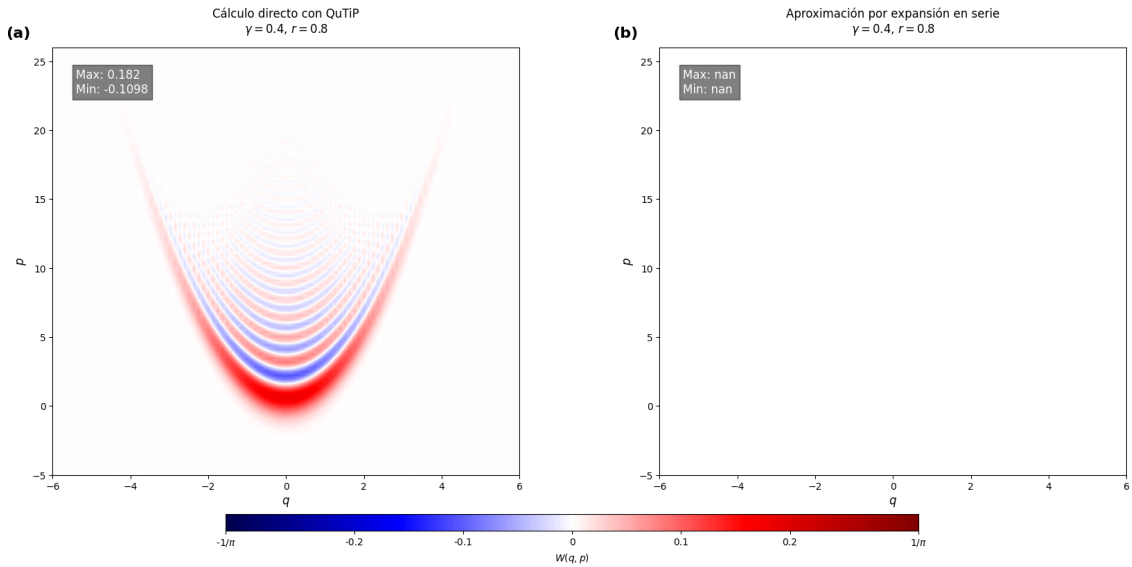 (a)
Cálculo directo con QuTiP
γ = 0.4, r = 0.8
Max: 0.182
Min: -0.1098
25
20
15
10
5
0
−5
p
−6 −4 −2 0 2 4 6
q
(b)
Aproximación por expansión en serie
γ = 0.4, r = 0.8
Max: nan
Min: nan
25
20
15
10
5
0
−5
p
−6 −4 −2 0 2 4 6
q
-1/π -0.2 -0.1 0 0.1 0.2 1/π
W(q, p)